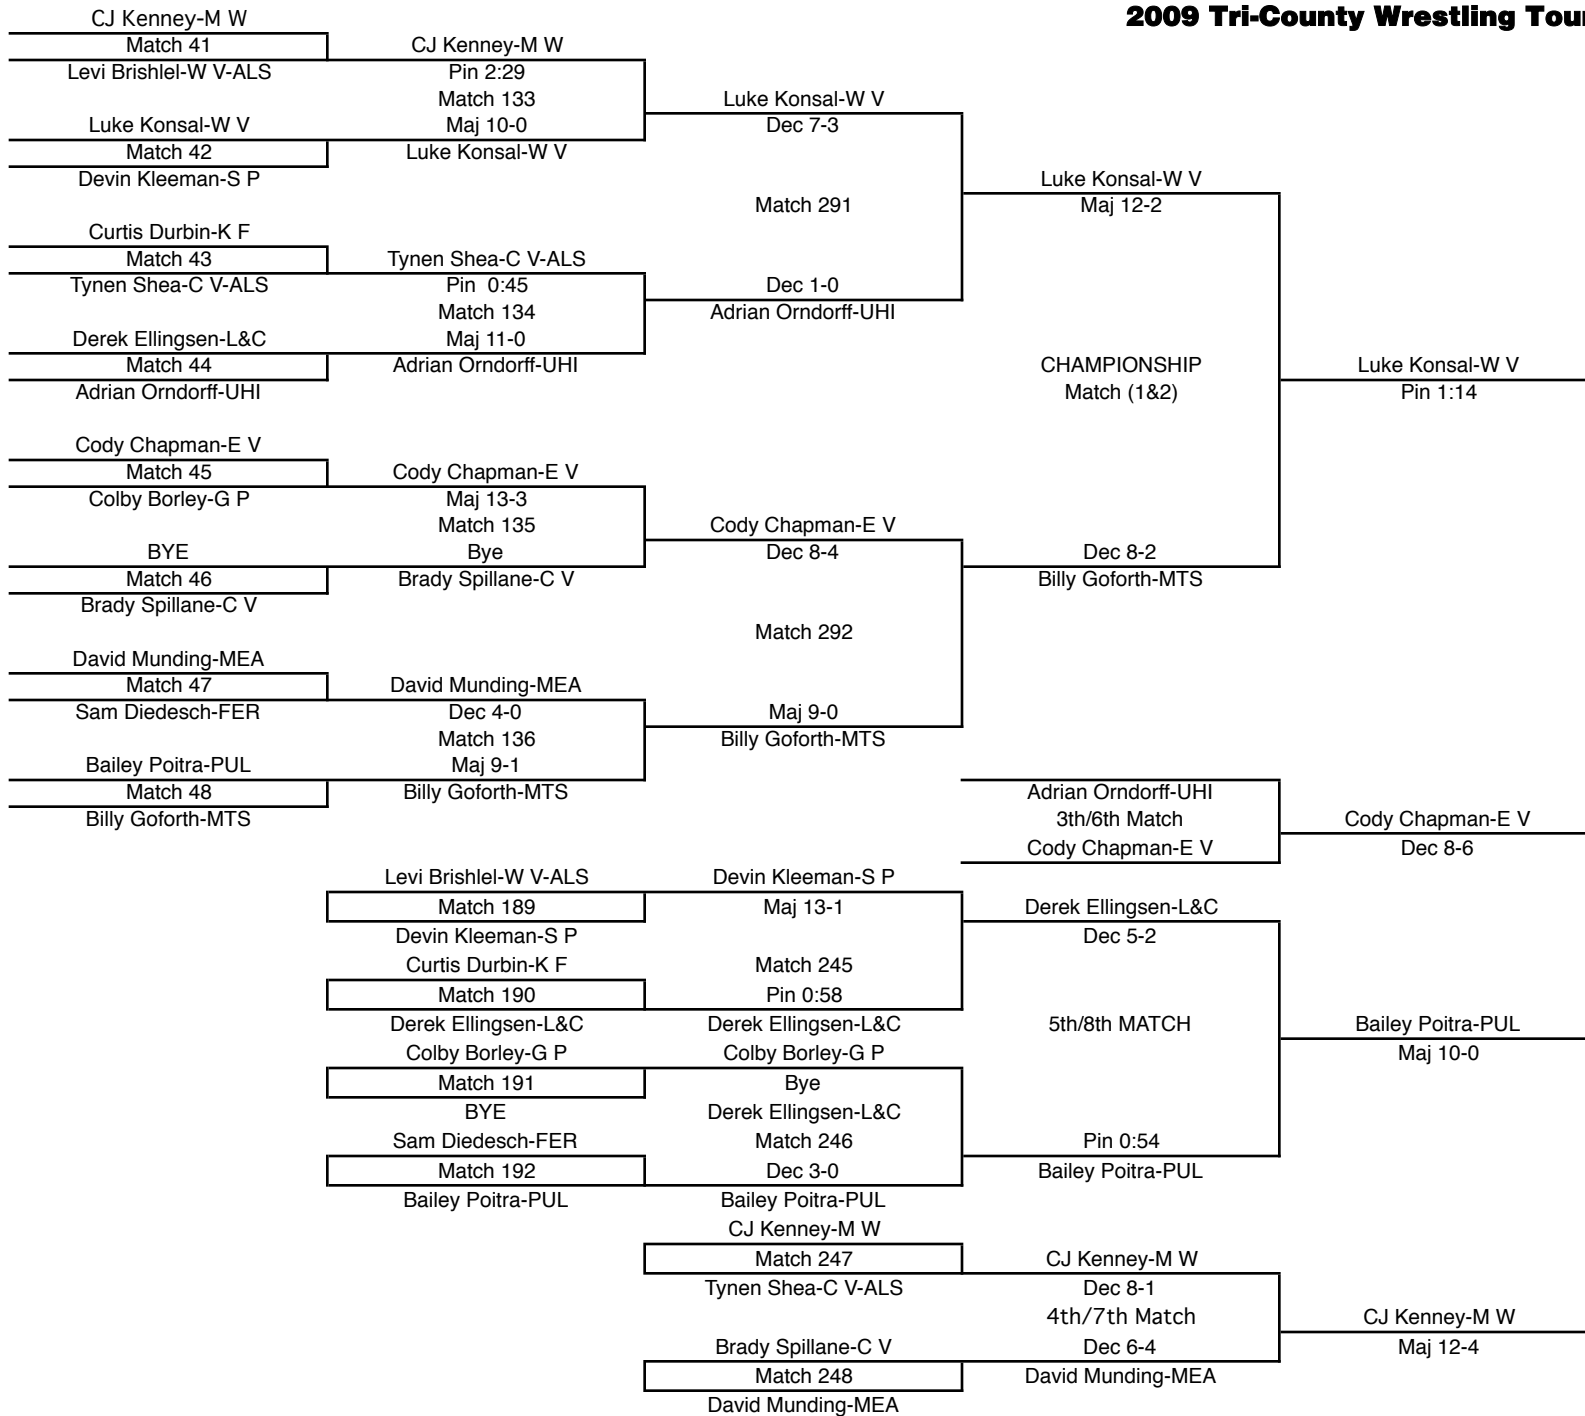 2009 Tri-County Wrestling Tour
CJ Kenney-M W
Match 41
Levi Brishlel-W V-ALS
Luke Konsal-W V
Match 42
Devin Kleeman-S P
Curtis Durbin-K F
Match 43
Tynen Shea-C V-ALS
Derek Ellingsen-L&C
Match 44
Adrian Orndorff-UHI
Cody Chapman-E V
Match 45
Colby Borley-G P
BYE
Match 46
Brady Spillane-C V
David Munding-MEA
Match 47
Sam Diedesch-FER
Bailey Poitra-PUL
Match 48
Billy Goforth-MTS
CJ Kenney-M W
Pin 2:29
Match 133
Maj 10-0
Luke Konsal-W V
Tynen Shea-C V-ALS
Pin  0:45
Match 134
Maj 11-0
Adrian Orndorff-UHI
Cody Chapman-E V
Maj 13-3
Match 135
Bye
Brady Spillane-C V
David Munding-MEA
Dec 4-0
Match 136
Maj 9-1
Billy Goforth-MTS
Luke Konsal-W V
Dec 7-3
Match 291
Dec 1-0
Adrian Orndorff-UHI
Cody Chapman-E V
Dec 8-4
Match 292
Maj 9-0
Billy Goforth-MTS
Luke Konsal-W V
Maj 12-2
CHAMPIONSHIP
Match (1&2)
Dec 8-2
Billy Goforth-MTS
Luke Konsal-W V
Pin 1:14
Adrian Orndorff-UHI
3th/6th Match
Cody Chapman-E V
Cody Chapman-E V
Dec 8-6
Levi Brishlel-W V-ALS
Match 189
Devin Kleeman-S P
Curtis Durbin-K F
Match 190
Derek Ellingsen-L&C
Colby Borley-G P
Match 191
BYE
Sam Diedesch-FER
Match 192
Bailey Poitra-PUL
Devin Kleeman-S P
Maj 13-1
Match 245
Pin 0:58
Derek Ellingsen-L&C
Colby Borley-G P
Bye
Derek Ellingsen-L&C
Match 246
Dec 3-0
Bailey Poitra-PUL
Derek Ellingsen-L&C
Dec 5-2
5th/8th MATCH
Pin 0:54
Bailey Poitra-PUL
Bailey Poitra-PUL
Maj 10-0
CJ Kenney-M W
Match 247
Tynen Shea-C V-ALS
Brady Spillane-C V
Match 248
David Munding-MEA
CJ Kenney-M W
Dec 8-1
4th/7th Match
Dec 6-4
David Munding-MEA
CJ Kenney-M W
Maj 12-4